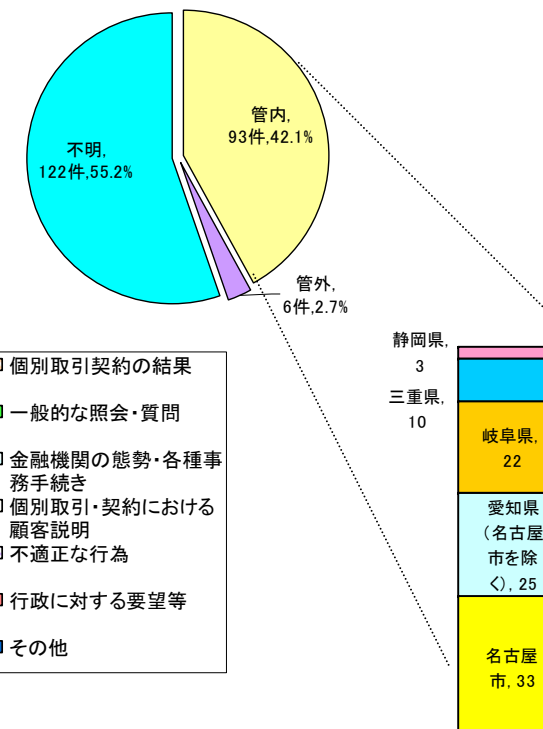 管内,
93件,42.1%
不明,
122件,55.2%
管外,
6件,2.7%
個別取引契約の結果
一般的な照会・質問
金融機関の態勢・各種事
務手続き
個別取引・契約における
顧客説明
不適正な行為
行政に対する要望等
その他
静岡県,
3
三重県,
10
岐阜県,
22
愛知県
(名古屋
市を除
く), 25
名古屋
市, 33